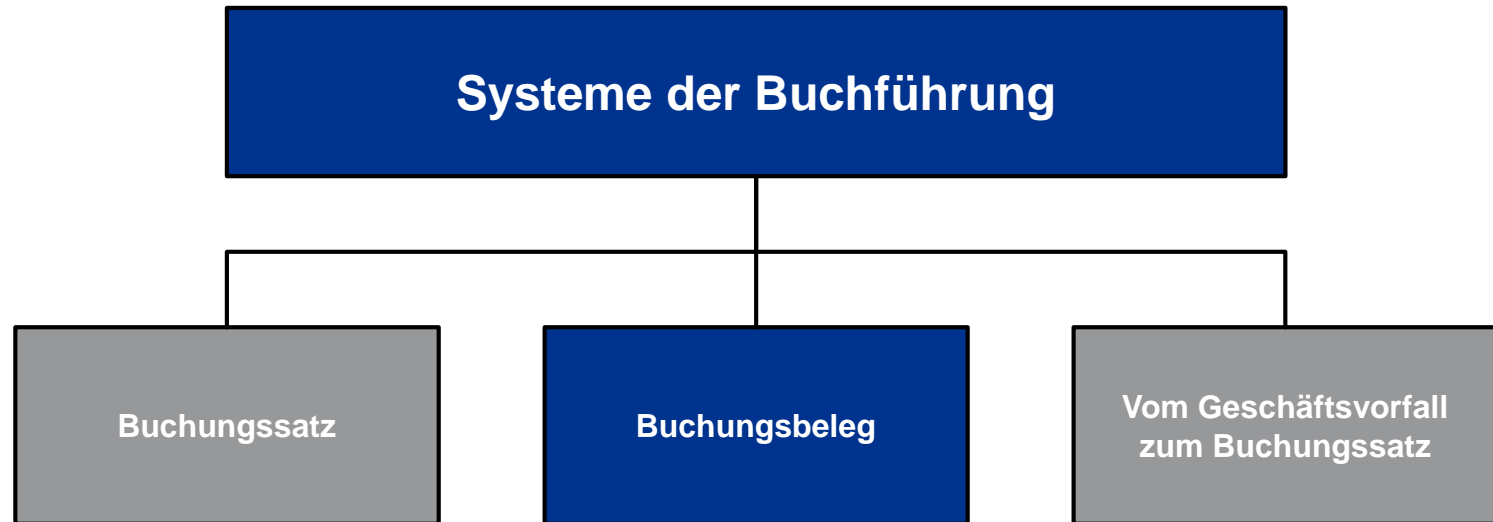 Systeme der Buchführung
Buchungssatz
Buchungsbeleg
Vom Geschäftsvorfall
zum Buchungssatz